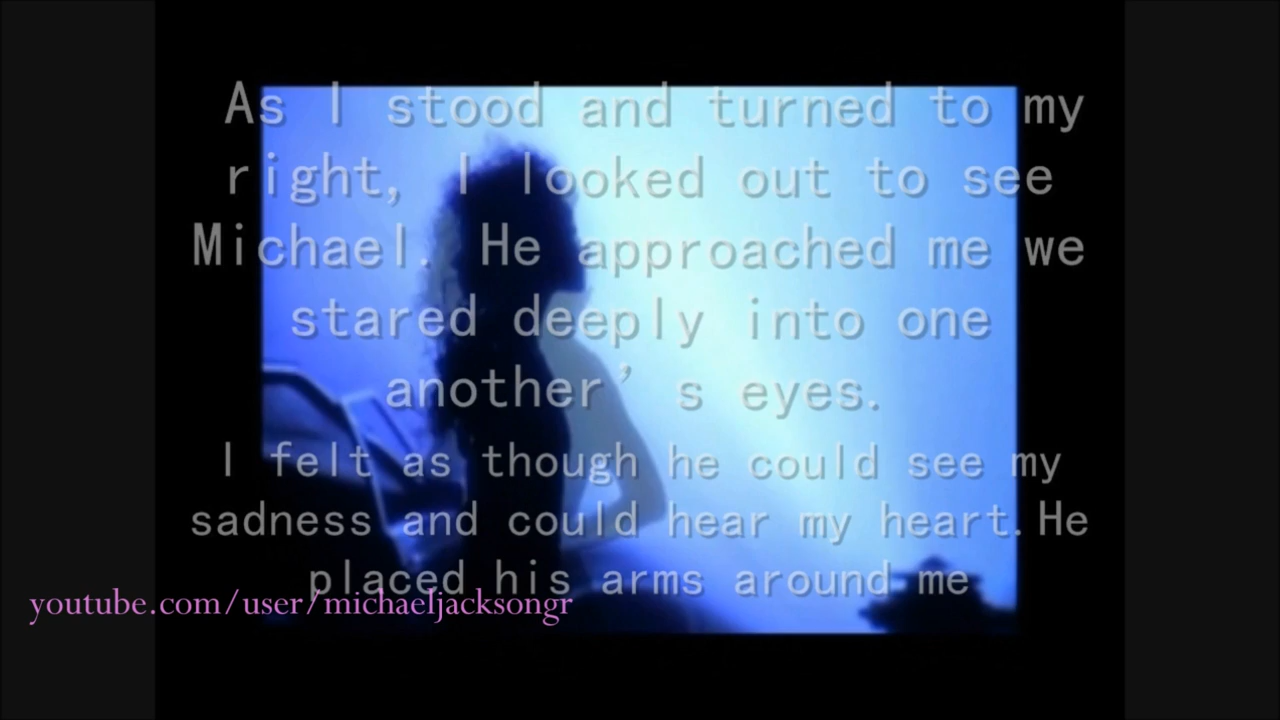 As I stood and turned to my
right, I looked out to see
Michael. He approached me we
stared deeply into one
another’s eyes.
I felt as though he could see my
sadness and could hear my heart.He
placed his arms around me
youtube.com/user/michaeljacksongr